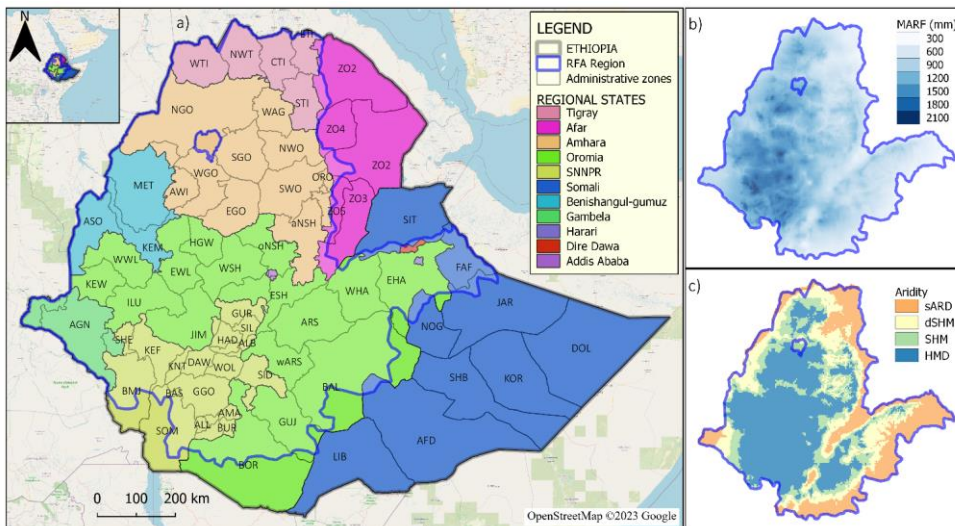 a)
N
LEGEND
ETHIOPIA
RFA Region
Administrative zones
REGIONAL STATES
Tigray
Afar
Amhara
Oromia
SNNPR
Somali
Benishangul-gumuz
Gambela
Harari
Dire Dawa
Addis Ababa
WTI
NWT
CTI
STI
ZO2
NGO
WAG
ZO4
NWO
ZO2
SGO
MET
WGO
ORO
AWI
SWO
ZO3
EGO
ZO5
SIT
ASO
aNSH
KEM
HGW
oNSH
WWL
EWL
WSH
EHA
FAF
KEW
ESH
WHA
JAR
ILU
AGN
GUR
ARS
NOG
SHE
JIM
SIL
DOL
KEF
HAD
ALB
KNT
DAW
WOL
wARS
SHB
KOR
BMI
SID
BAL
BAS
GGO
AMA
SOM
ALL
BUR
GUJ
AFD
LIB
BOR
0 100 200 km
OpenStreetMap ©2023 Google
b)
MARF (mm)
300
600
900
1200
1500
1800
2100
c)
Aridity
sARD
dSHM
SHM
HMD